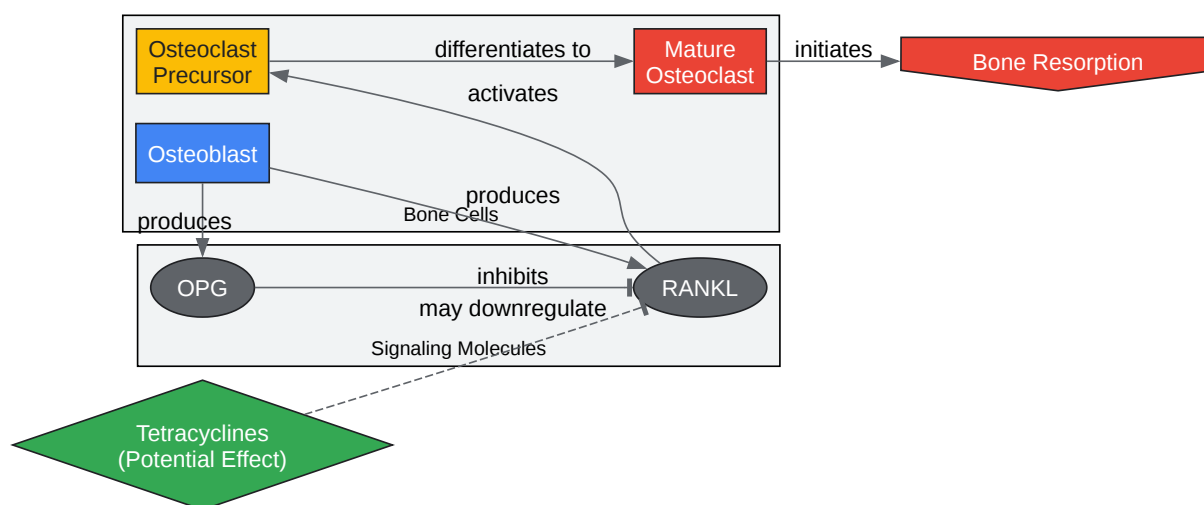 Osteoclast
Precursor
differentiates to
Mature
Osteoclast
initiates
Bone Resorption
activates
Osteoblast
produces
produces
Bone Cells
OPG
inhibits
RANKL
may downregulate
Signaling Molecules
Tetracyclines
(Potential Effect)